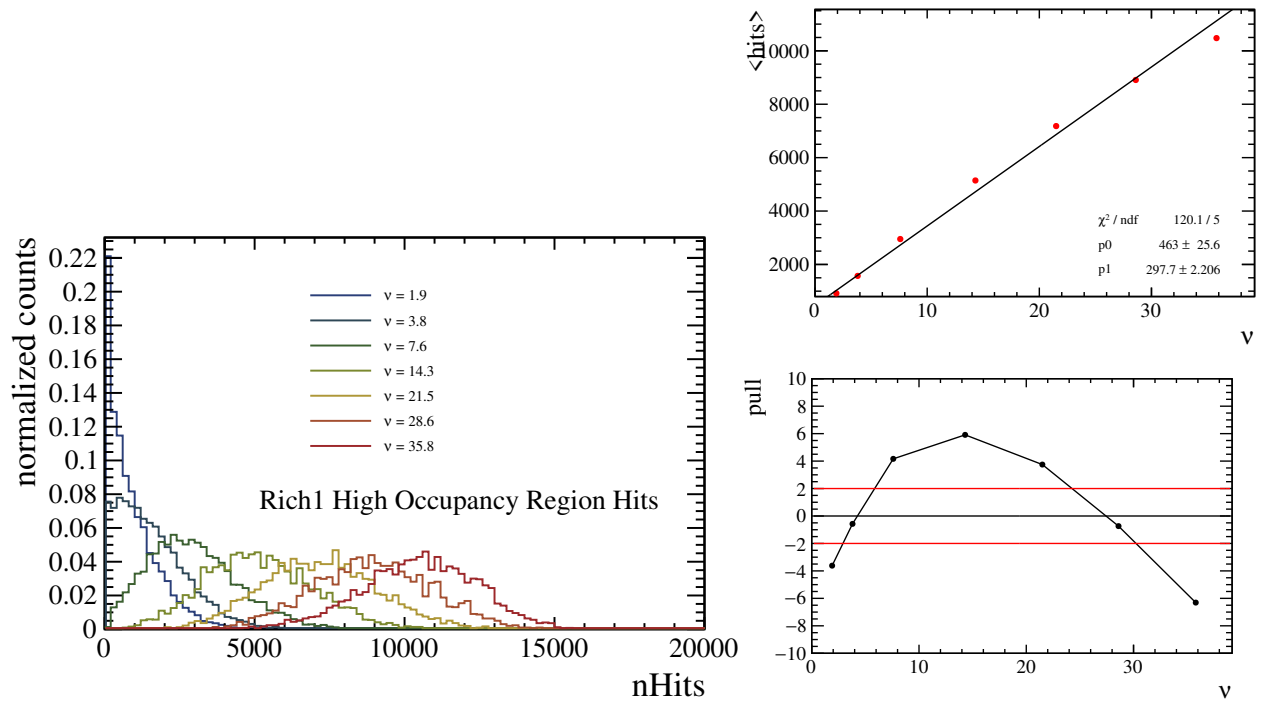 normalized counts
0.22
0.2
0.18
0.16
0.14
0.12
0.1
0.08
0.06
0.04
0.02
0
ν = 1.9
ν = 3.8
ν = 7.6
ν = 14.3
ν = 21.5
ν = 28.6
ν = 35.8
Rich1 High Occupancy Region Hits
0 5000 10000 15000 20000
nHits
<hits>
10000
8000
6000
4000
2000
χ² / ndf 120.1 / 5
p0 463 ± 25.6
p1 297.7 ± 2.206
0 10 20 30
ν
pull
10
8
6
4
2
0
−2
−4
−6
−8
−10
0 10 20 30
ν